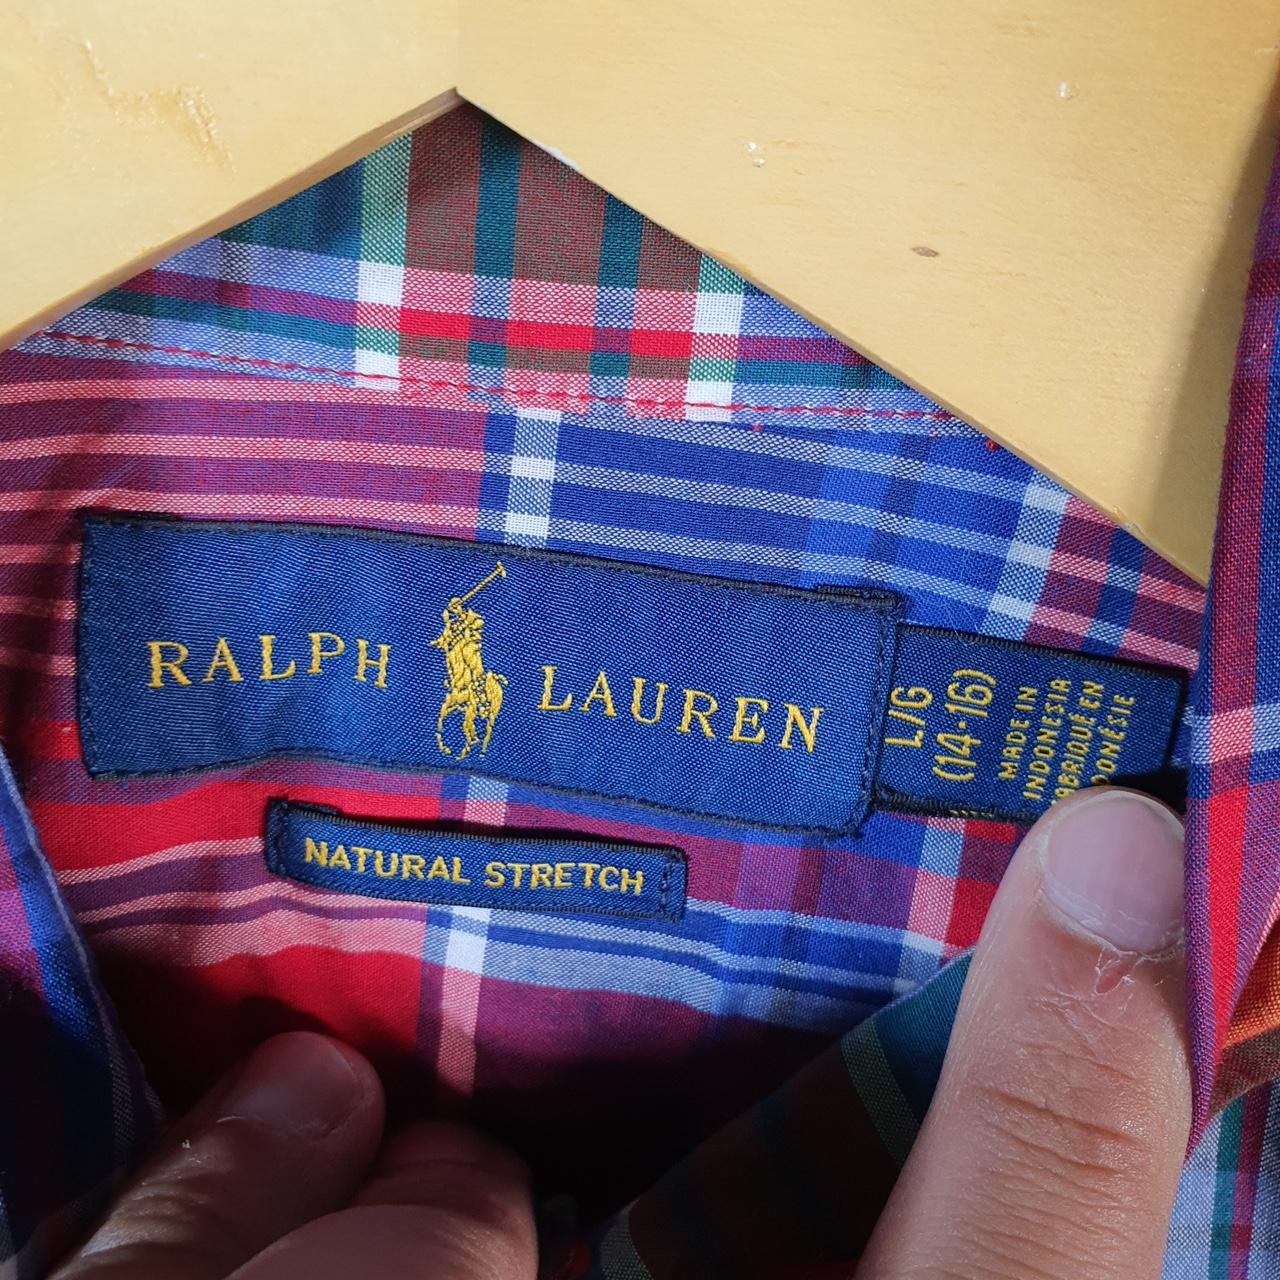 RALPH LAUREN
L/G
(14-16)
MADE IN
INDONESIA
NATURAL STRETCH